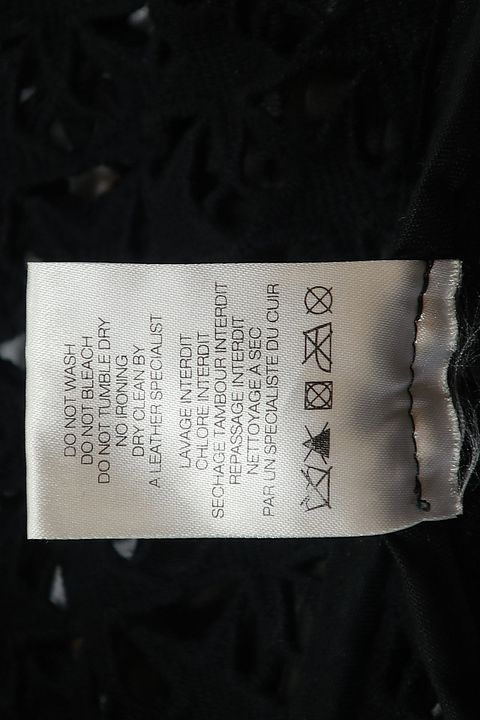 DO NOT WASH
DO NOT BLEACH
DO NOT TUMBLE DRY
NO IRONING
DRY CLEAN BY
A LEATHER SPECIALIST
LAVAGE INTERDIT
CHLORE INTERDIT
SECHAGE TAMBOUR INTERDIT
REPASSAGE INTERDIT
NETTOYAGE A SEC
PAR UN SPECIALISTE DU CUIR